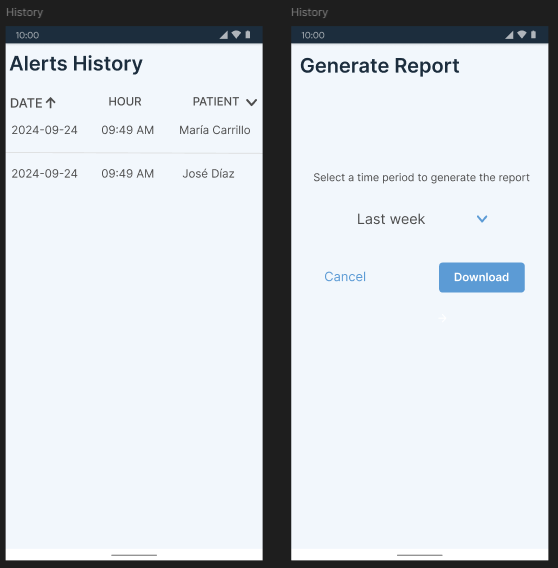 History
10:00
Alerts History
DATE HOUR PATIENT
2024-09-24 09:49 AM María Carrillo
2024-09-24 09:49 AM José Díaz
History
10:00
Generate Report
Select a time period to generate the report
Last week
Cancel Download